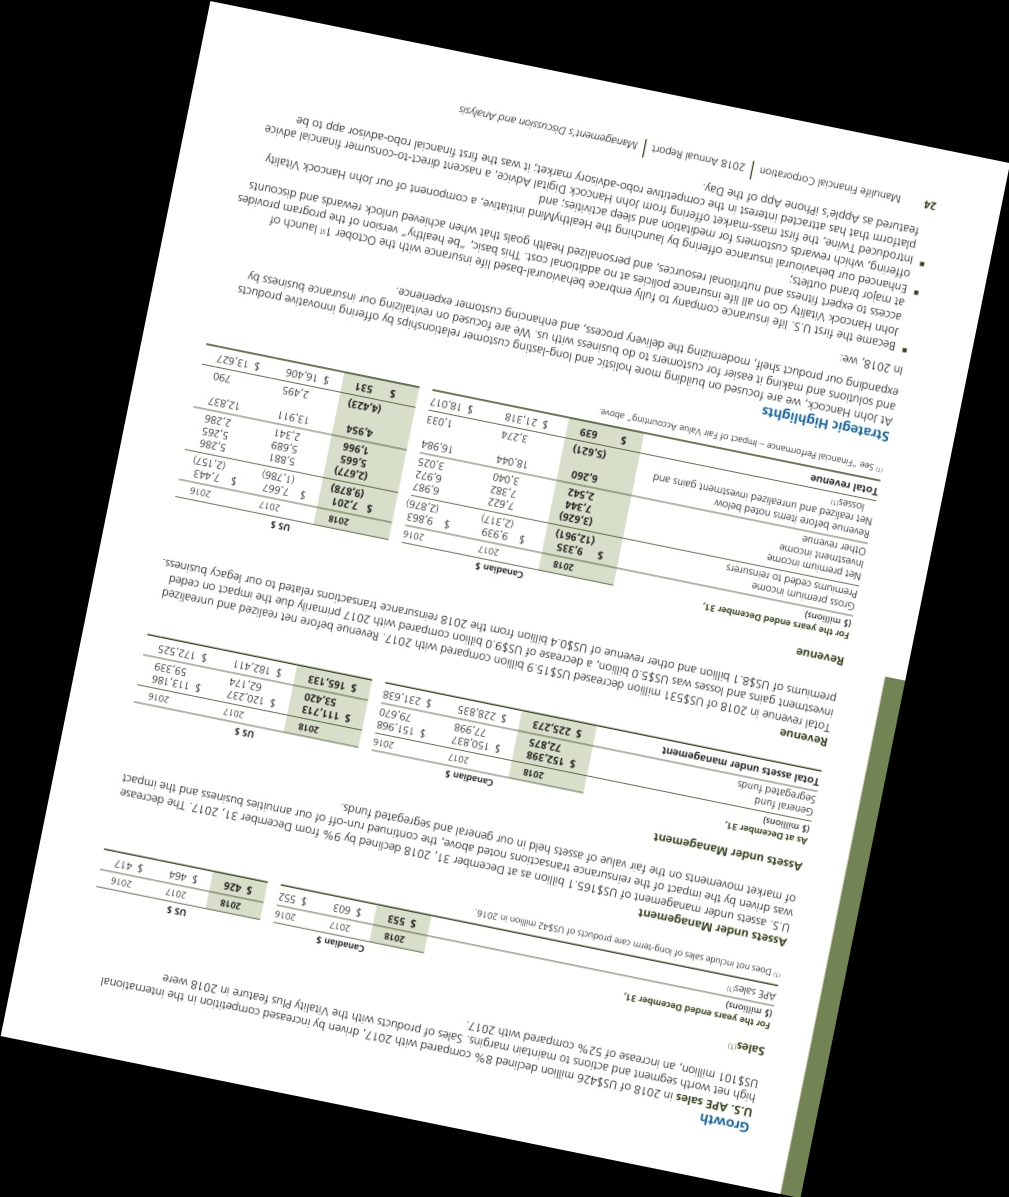 Growth
U.S. APE sales in 2018 of US$426 million declined 8% compared with 2017, driven by increased competition in the international
high net worth segment and actions to maintain margins. Sales of products with the Vitality Plus feature in 2018 were
US$101 million, an increase of 52% compared with 2017.
Sales(1)
For the years ended December 31, Canadian $ US $
($ millions) 2018 2017 2016 2018 2017 2016
APE sales(1) $ 553 $ 603 $ 552 $ 426 $ 464 $ 417
(1) Does not include sales of long-term care products of US$42 million in 2016.
Assets under Management
U.S. assets under management of US$165.1 billion as at December 31, 2018 declined by 9% from December 31, 2017. The decrease
was driven by the impact of the reinsurance transactions noted above, the continued run-off of our annuities business and the impact
of market movements on the fair value of assets held in our general and segregated funds.
Assets under Management
As at December 31, Canadian $ US $
($ millions) 2018 2017 2016 2018 2017 2016
General fund $ 152,398 $ 150,837 $ 151,968 $ 111,713 $ 120,237 $ 113,186
Segregated funds 72,875 77,998 79,670 53,420 62,174 59,339
Total assets under management $ 225,273 $ 228,835 $ 231,638 $ 165,133 $ 182,411 $ 172,525
Revenue
Total revenue in 2018 of US$531 million decreased US$15.9 billion compared with 2017. Revenue before net realized and unrealized
investment gains and losses was US$5.0 billion, a decrease of US$9.0 billion compared with 2017 primarily due the impact on ceded
premiums of US$8.1 billion and other revenue of US$0.4 billion from the 2018 reinsurance transactions related to our legacy business.
Revenue
For the years ended December 31, Canadian $ US $
($ millions) 2018 2017 2016 2018 2017 2016
Gross premium income $ 9,335 $ 9,939 $ 9,863 $ 7,201 $ 7,667 $ 7,443
Premiums ceded to reinsurers (12,961) (2,317) (2,876) (9,878) (1,786) (2,157)
Net premium income (3,626) 7,622 6,987 (2,677) 5,881 5,286
Investment income 7,344 7,382 6,972 5,665 5,689 5,265
Other revenue 2,542 3,040 3,025 1,966 2,341 2,286
Revenue before items noted below 6,260 18,044 16,984 4,954 13,911 12,837
Net realized and unrealized investment gains and
losses(1) (5,621) 3,274 1,033 (4,423) 2,495 790
Total revenue $ 639 $ 21,318 $ 18,017 $ 531 $ 16,406 $ 13,627
(1) See "Financial Performance – Impact of Fair Value Accounting" above.
Strategic Highlights
At John Hancock, we are focused on building more holistic and long-lasting customer relationships by offering innovative products
and solutions and making it easier for customers to do business with us. We are focused on revitalizing our insurance business by
expanding our product shelf, modernizing the delivery process, and enhancing customer experience.
In 2018, we:
▪ Became the first U.S. life insurance company to fully embrace behavioural-based life insurance with the October 1st launch of
John Hancock Vitality Go on all life insurance policies at no additional cost. This basic, "be healthy" version of the program provides
access to expert fitness and nutritional resources, and personalized health goals that when achieved unlock rewards and discounts
at major brand outlets;
▪ Enhanced our behavioural insurance offering by launching the HealthyMind initiative, a component of our John Hancock Vitality
offering, which rewards customers for meditation and sleep activities; and
▪ Introduced Twine, the first mass-market offering from John Hancock Digital Advice, a nascent direct-to-consumer financial advice
platform that has attracted interest in the competitive robo-advisory market; it was the first financial robo-advisor app to be
featured as Apple's iPhone App of the Day.
24 Manulife Financial Corporation | 2018 Annual Report | Management's Discussion and Analysis